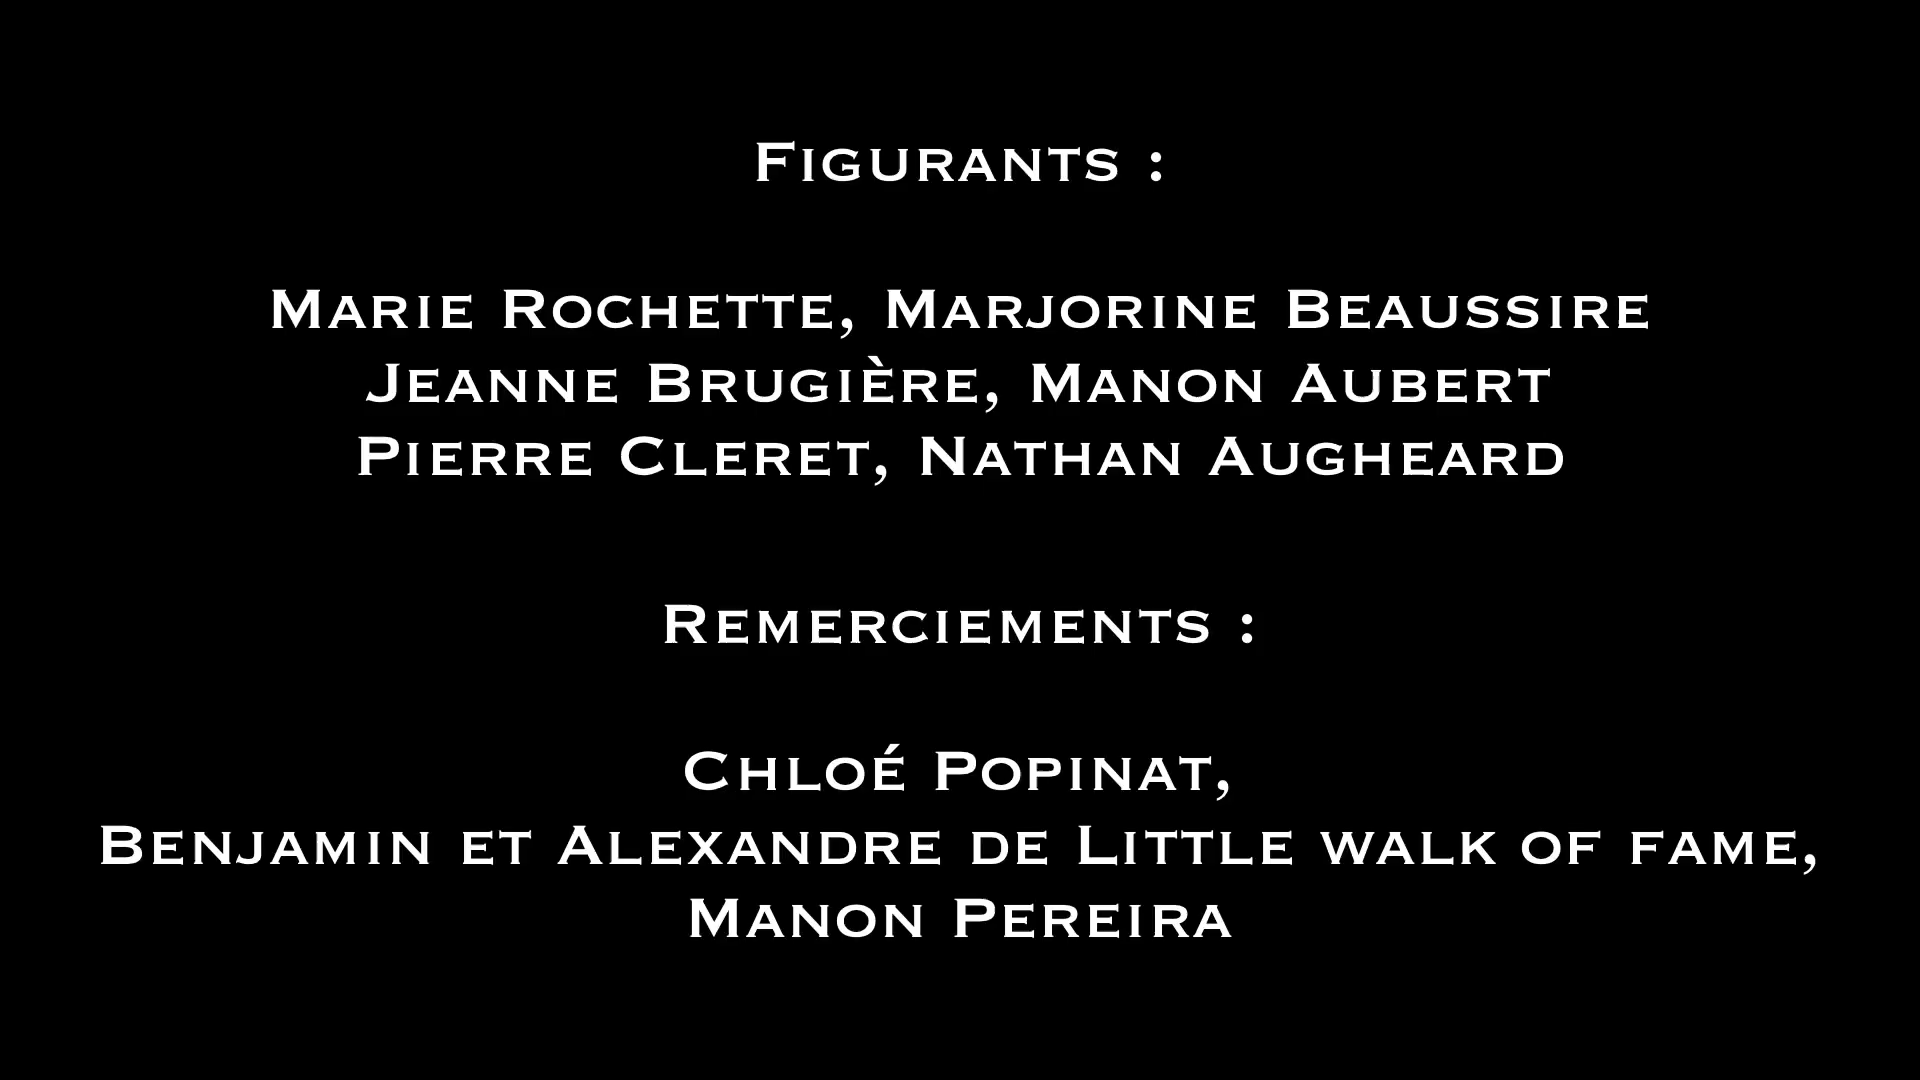 Figurants :
Marie Rochette, Marjorine Beaussire
Jeanne Brugière, Manon Aubert
Pierre Cleret, Nathan Augheard
Remerciements :
Chloé Popinat,
Benjamin et Alexandre de Little walk of fame,
Manon Pereira